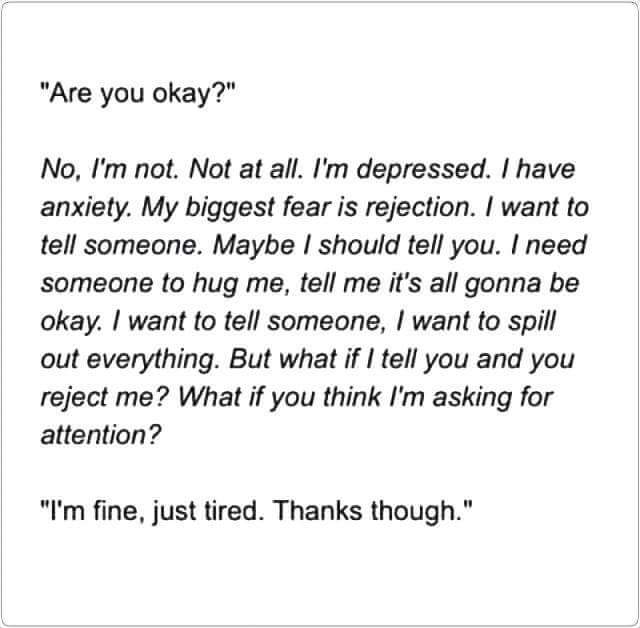 "Are you okay?"
No, I'm not. Not at all. I'm depressed. I have
anxiety. My biggest fear is rejection. I want to
tell someone. Maybe I should tell you. I need
someone to hug me, tell me it's all gonna be
okay. I want to tell someone, I want to spill
out everything. But what if I tell you and you
reject me? What if you think I'm asking for
attention?
"I'm fine, just tired. Thanks though."